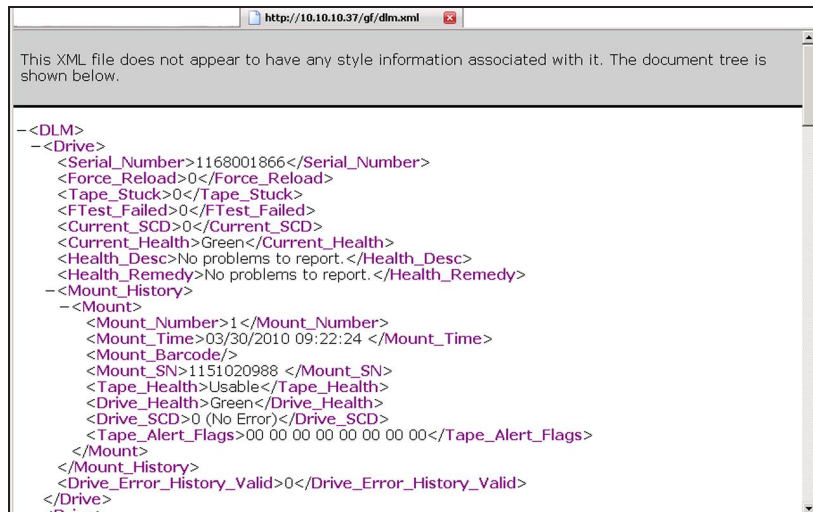 http://10.10.10.37/gf/dlm.xml
This XML file does not appear to have any style information associated with it. The document tree is
shown below.
−<DLM>
−<Drive>
<Serial_Number>1168001866</Serial_Number>
<Force_Reload>0</Force_Reload>
<Tape_Stuck>0</Tape_Stuck>
<FTest_Failed>0</FTest_Failed>
<Current_SCD>0</Current_SCD>
<Current_Health>Green</Current_Health>
<Health_Desc>No problems to report.</Health_Desc>
<Health_Remedy>No problems to report.</Health_Remedy>
−<Mount_History>
−<Mount>
<Mount_Number>1</Mount_Number>
<Mount_Time>03/30/2010 09:22:24 </Mount_Time>
<Mount_Barcode/>
<Mount_SN>1151020988 </Mount_SN>
<Tape_Health>Usable</Tape_Health>
<Drive_Health>Green</Drive_Health>
<Drive_SCD>0 (No Error)</Drive_SCD>
<Tape_Alert_Flags>00 00 00 00 00 00 00 00</Tape_Alert_Flags>
</Mount>
</Mount_History>
<Drive_Error_History_Valid>0</Drive_Error_History_Valid>
</Drive>